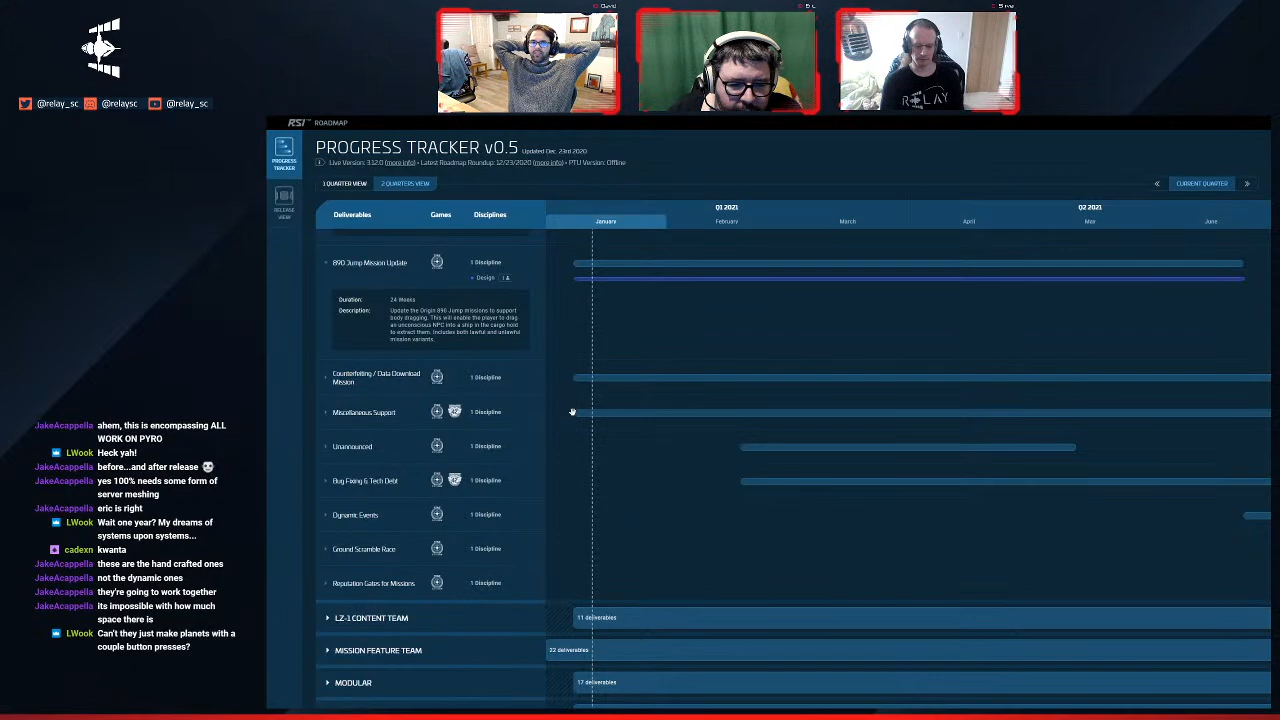 David
@relay_sc
@relaysc
@relay_sc
RELAY
RSI ROADMAP
PROGRESS TRACKER
RELEASE VIEW
PROGRESS TRACKER v0.5 Updated Dec. 23rd 2020
Live Version: 3.12.0 (more info) • Latest Roadmap Roundup: 12/23/2020 (more info) • PTU Version: Offline
1 QUARTER VIEW 2 QUARTERS VIEW
« CURRENT QUARTER »
Deliverables Games Disciplines
Q1 2021 Q2 2021
January February March April May June
890 Jump Mission Update 1 Discipline
Design 1
Duration: 24 Weeks
Description: Update the Origin 890 Jump missions to support
body dragging. This will enable the player to drag
an unconscious NPC into a ship in the cargo hold
to extract them. Includes both lawful and unlawful
mission variants.
Counterfeiting / Data Download
Mission
1 Discipline
Miscellaneous Support 1 Discipline
Unannounced 1 Discipline
Bug Fixing & Tech Debt 1 Discipline
Dynamic Events 1 Discipline
Ground Scramble Race 1 Discipline
Reputation Gates for Missions 1 Discipline
LZ-1 CONTENT TEAM 11 deliverables
MISSION FEATURE TEAM 22 deliverables
MODULAR 17 deliverables
JakeAcappella ahem, this is encompassing ALL
WORK ON PYRO
LWook Heck yah!
JakeAcappella before...and after release
JakeAcappella yes 100% needs some form of
server meshing
JakeAcappella eric is right
LWook Wait one year? My dreams of
systems upon systems...
cadexn kwanta
JakeAcappella these are the hand crafted ones
JakeAcappella not the dynamic ones
JakeAcappella they're going to work together
JakeAcappella its impossible with how much
space there is
LWook Can't they just make planets with a
couple button presses?